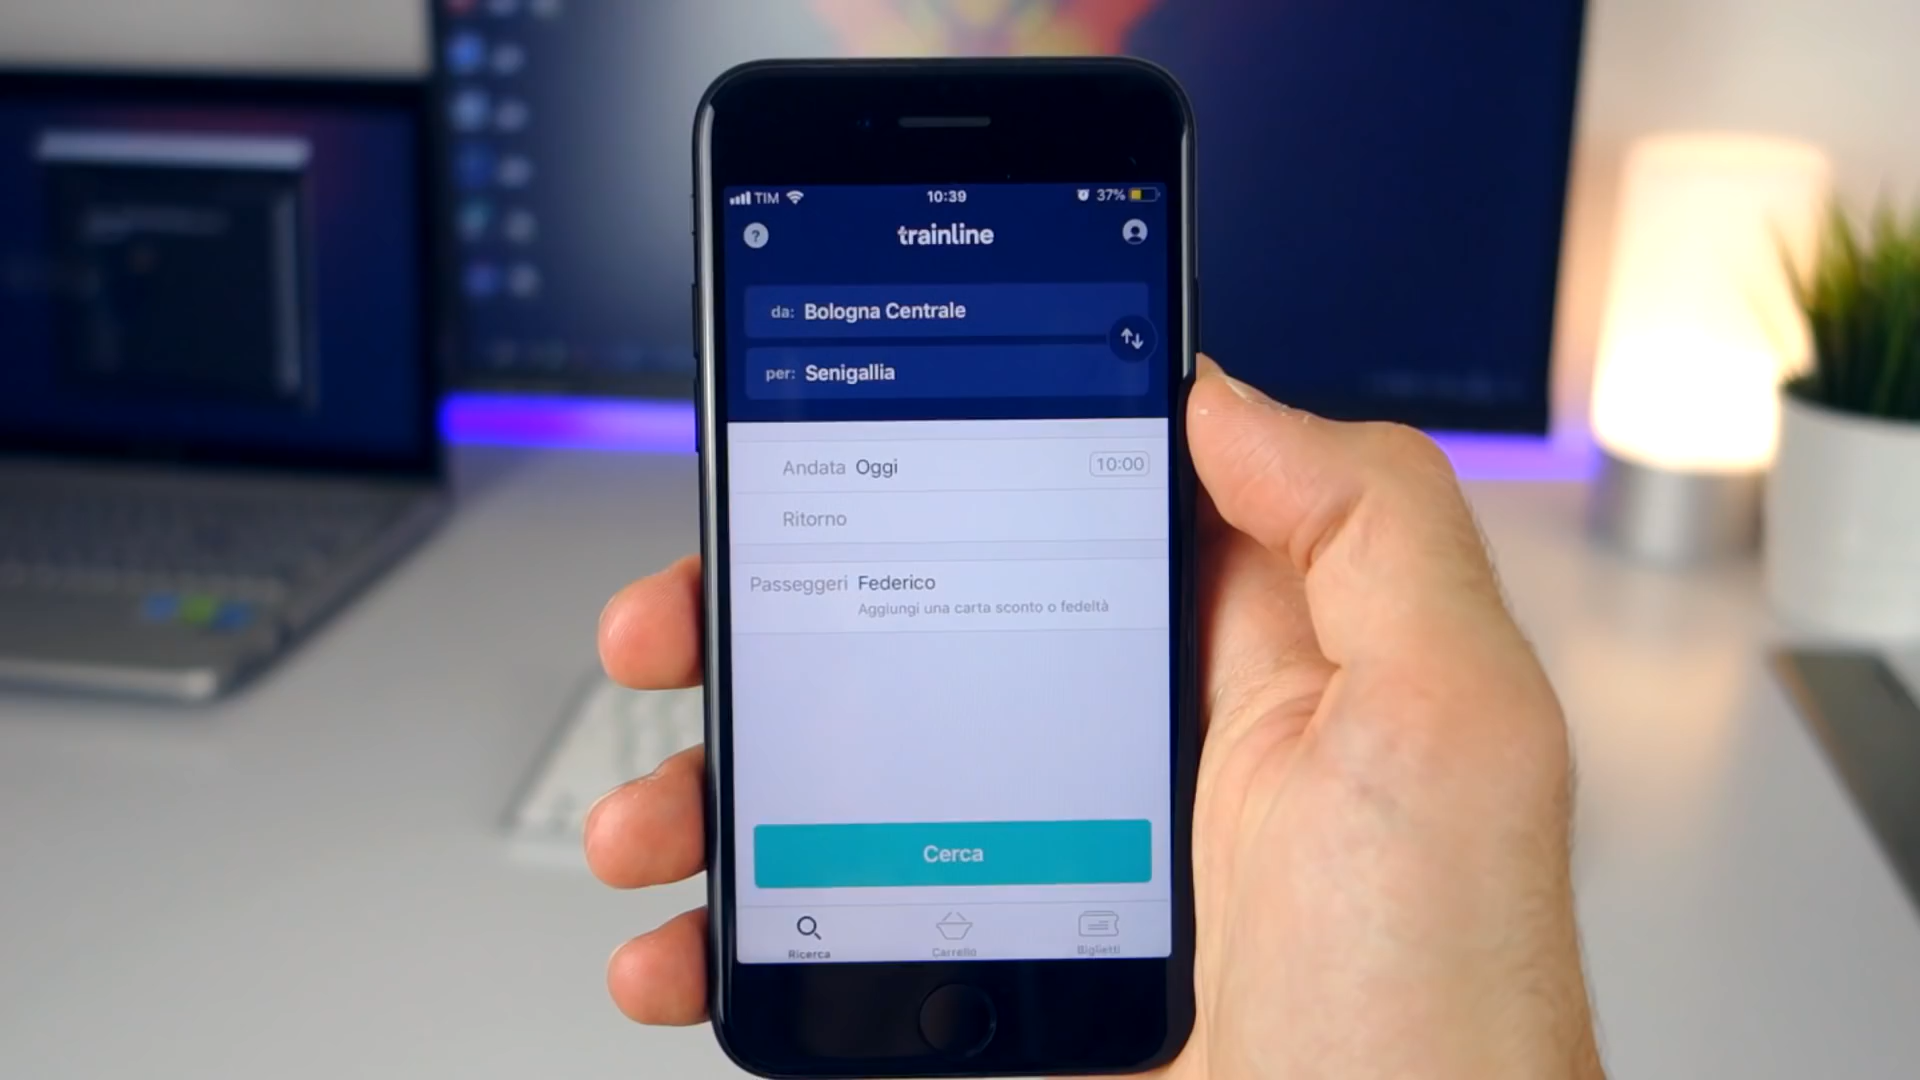 TIM 10:39 37%
? trainline
da: Bologna Centrale
per: Senigallia
Andata Oggi 10:00
Ritorno
Passeggeri Federico
Aggiungi una carta sconto o fedeltà
Cerca
Ricerca Carrello Biglietti